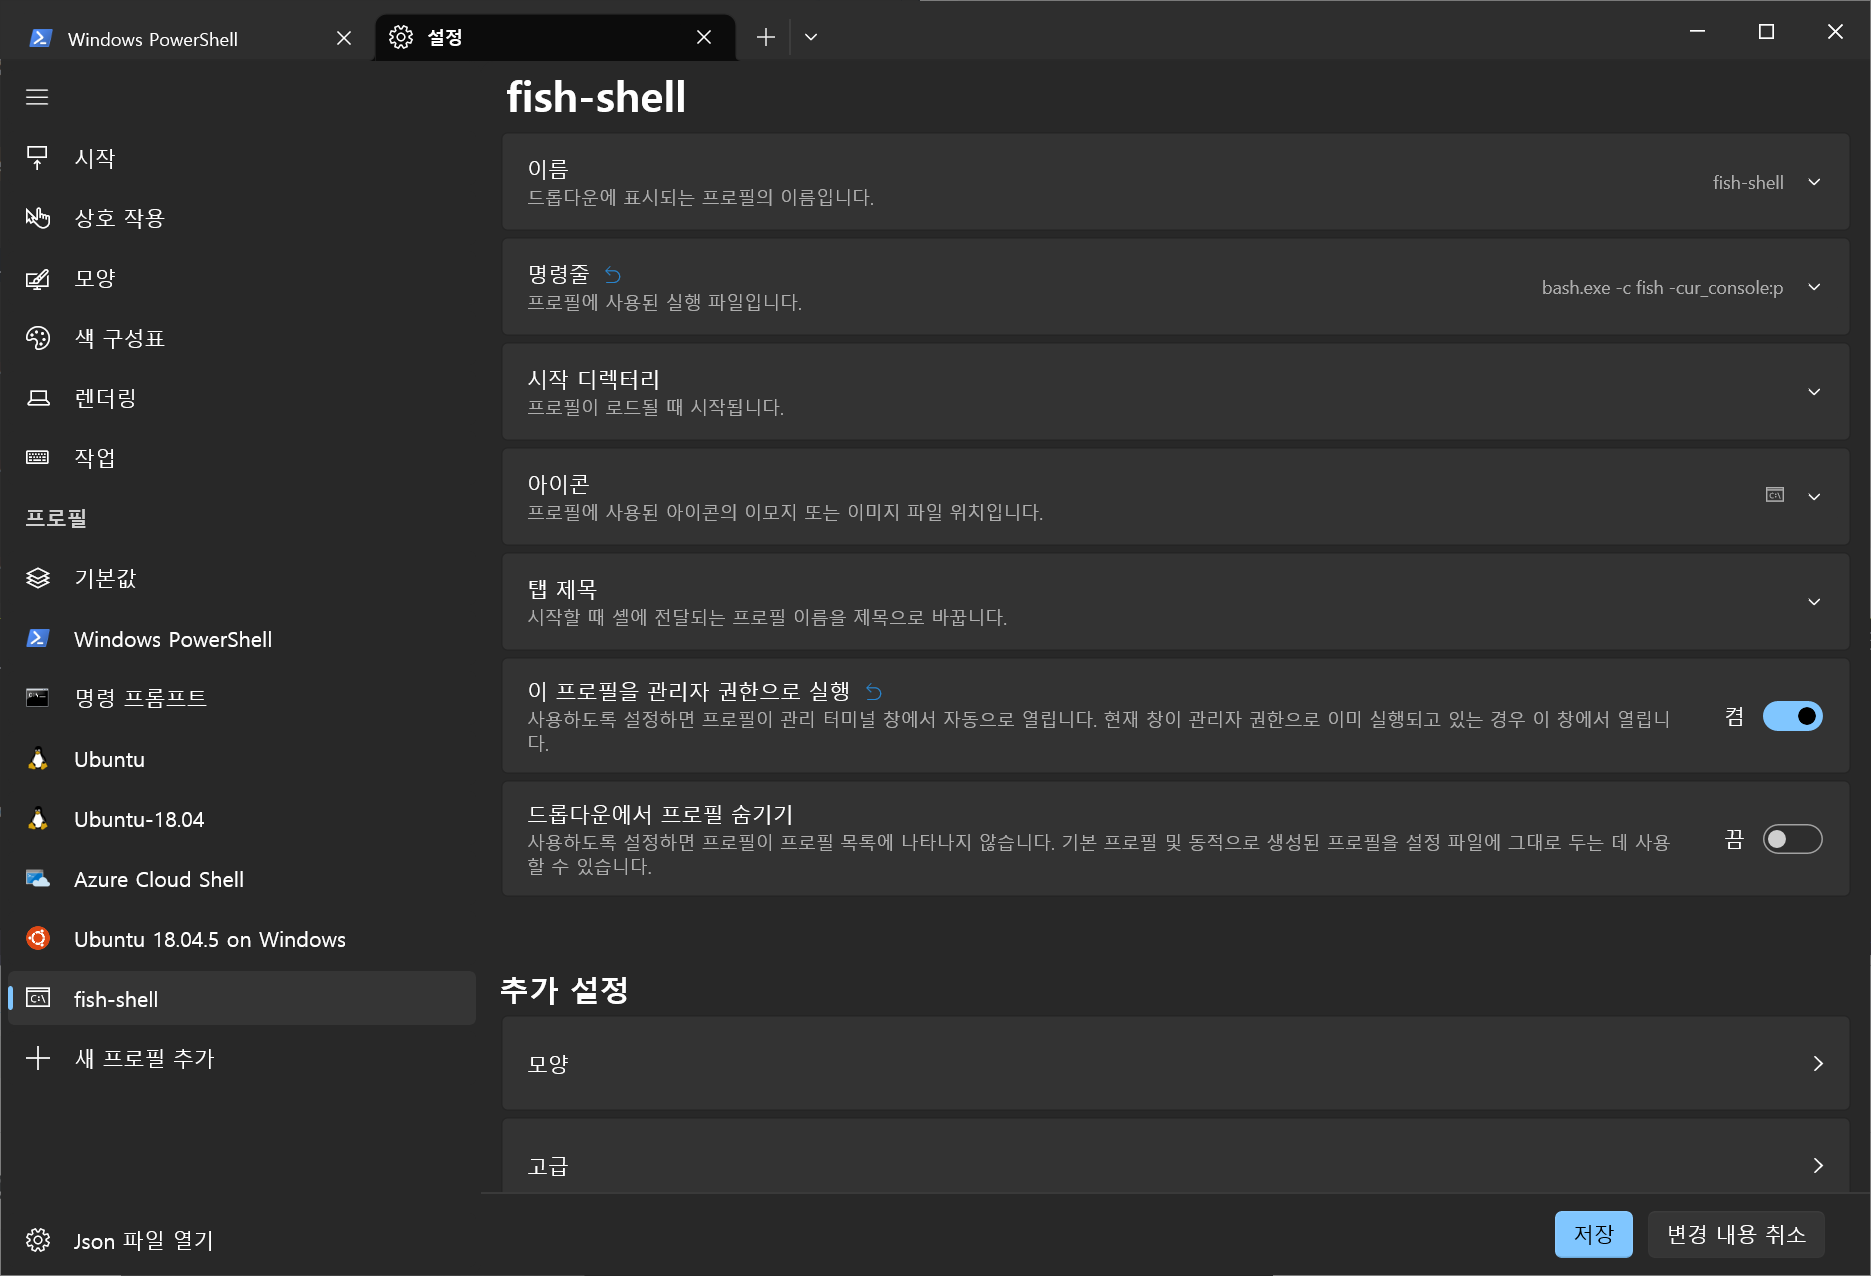 Windows PowerShell
설정
시작
상호 작용
모양
색 구성표
렌더링
작업
프로필
기본값
Windows PowerShell
명령 프롬프트
Ubuntu
Ubuntu-18.04
Azure Cloud Shell
Ubuntu 18.04.5 on Windows
fish-shell
새 프로필 추가
Json 파일 열기
fish-shell
이름
드롭다운에 표시되는 프로필의 이름입니다.
fish-shell
명령줄
프로필에 사용된 실행 파일입니다.
bash.exe -c fish -cur_console:p
시작 디렉터리
프로필이 로드될 때 시작됩니다.
아이콘
프로필에 사용된 아이콘의 이모지 또는 이미지 파일 위치입니다.
탭 제목
시작할 때 셸에 전달되는 프로필 이름을 제목으로 바꿉니다.
이 프로필을 관리자 권한으로 실행
사용하도록 설정하면 프로필이 관리 터미널 창에서 자동으로 열립니다. 현재 창이 관리자 권한으로 이미 실행되고 있는 경우 이 창에서 열립니
다.
켬
드롭다운에서 프로필 숨기기
사용하도록 설정하면 프로필이 프로필 목록에 나타나지 않습니다. 기본 프로필 및 동적으로 생성된 프로필을 설정 파일에 그대로 두는 데 사용
할 수 있습니다.
끔
추가 설정
모양
고급
저장
변경 내용 취소